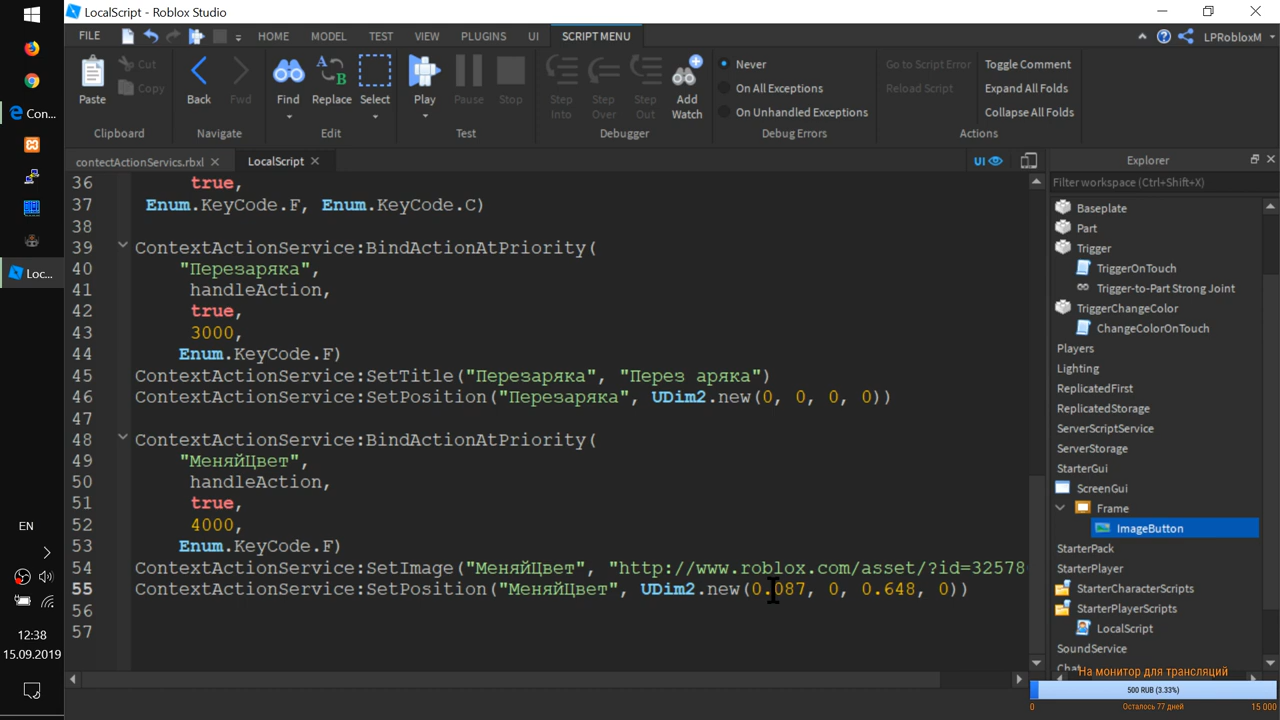 LocalScript - Roblox Studio
FILE HOME MODEL TEST VIEW PLUGINS UI SCRIPT MENU LPRobloxM
Paste Cut Copy Back Fwd Find Replace Select Play Pause Stop Step Into Step Over Step Out Add Watch
Never
On All Exceptions
On Unhandled Exceptions
Go to Script Error
Reload Script
Toggle Comment
Expand All Folds
Collapse All Folds
Clipboard Navigate Edit Test Debugger Debug Errors Actions
contectActionServics.rbxl LocalScript UI
36 true,
37 Enum.KeyCode.F, Enum.KeyCode.C)
38
39 ContextActionService:BindActionAtPriority(
40 "Перезаряка",
41 handleAction,
42 true,
43 3000,
44 Enum.KeyCode.F)
45 ContextActionService:SetTitle("Перезаряка", "Перез аряка")
46 ContextActionService:SetPosition("Перезаряка", UDim2.new(0, 0, 0, 0))
47
48 ContextActionService:BindActionAtPriority(
49 "МеняйЦвет",
50 handleAction,
51 true,
52 4000,
53 Enum.KeyCode.F)
54 ContextActionService:SetImage("МеняйЦвет", "http://www.roblox.com/asset/?id=32578
55 ContextActionService:SetPosition("МеняйЦвет", UDim2.new(0.087, 0, 0.648, 0))
56
57
Explorer
Filter workspace (Ctrl+Shift+X)
Baseplate
Part
Trigger
TriggerOnTouch
Trigger-to-Part Strong Joint
TriggerChangeColor
ChangeColorOnTouch
Players
Lighting
ReplicatedFirst
ReplicatedStorage
ServerScriptService
ServerStorage
StarterGui
ScreenGui
Frame
ImageButton
StarterPack
StarterPlayer
StarterCharacterScripts
StarterPlayerScripts
LocalScript
SoundService
Chat
На монитор для трансляций
500 RUB (3.33%)
0 Осталось 77 дней 15 000
Con...
Loc...
EN
12:38
15.09.2019